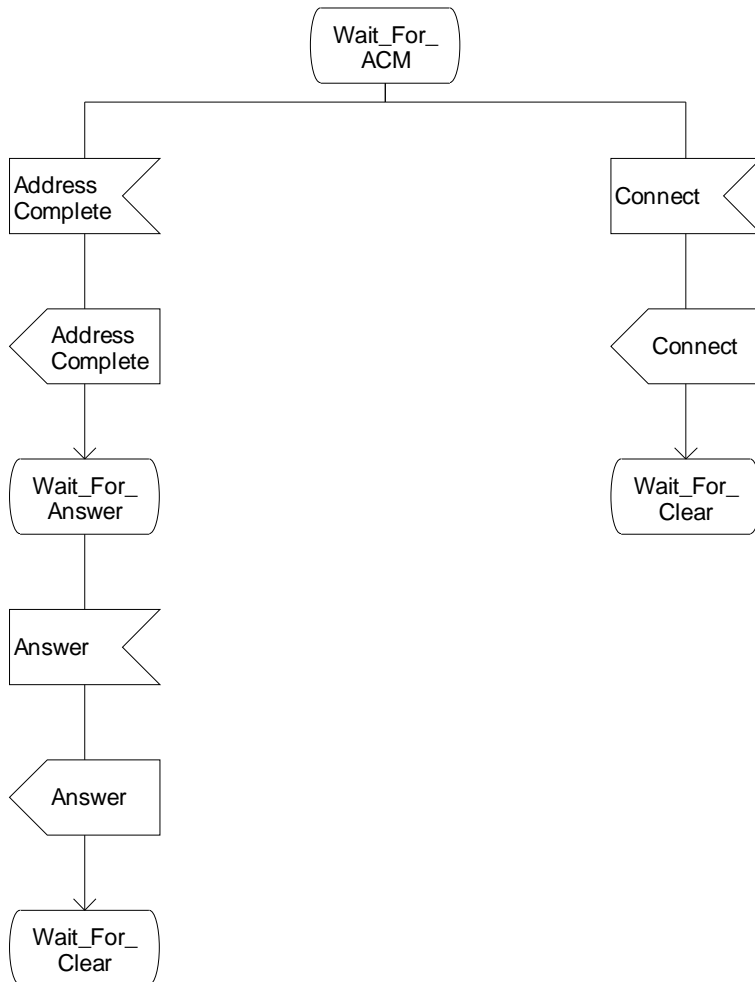 Wait_For_
ACM
Address
Complete
Connect
Address
Complete
Connect
Wait_For_
Answer
Wait_For_
Clear
Answer
Answer
Wait_For_
Clear